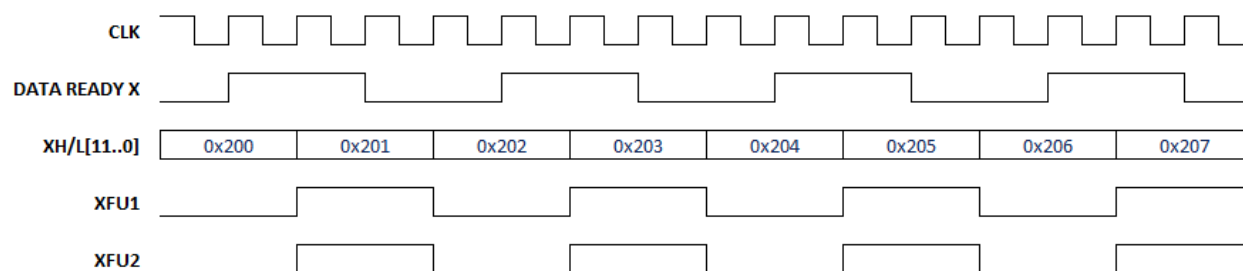 CLK
DATA READY X
XH/L[11..0] 0x200 0x201 0x202 0x203 0x204 0x205 0x206 0x207
XFU1
XFU2